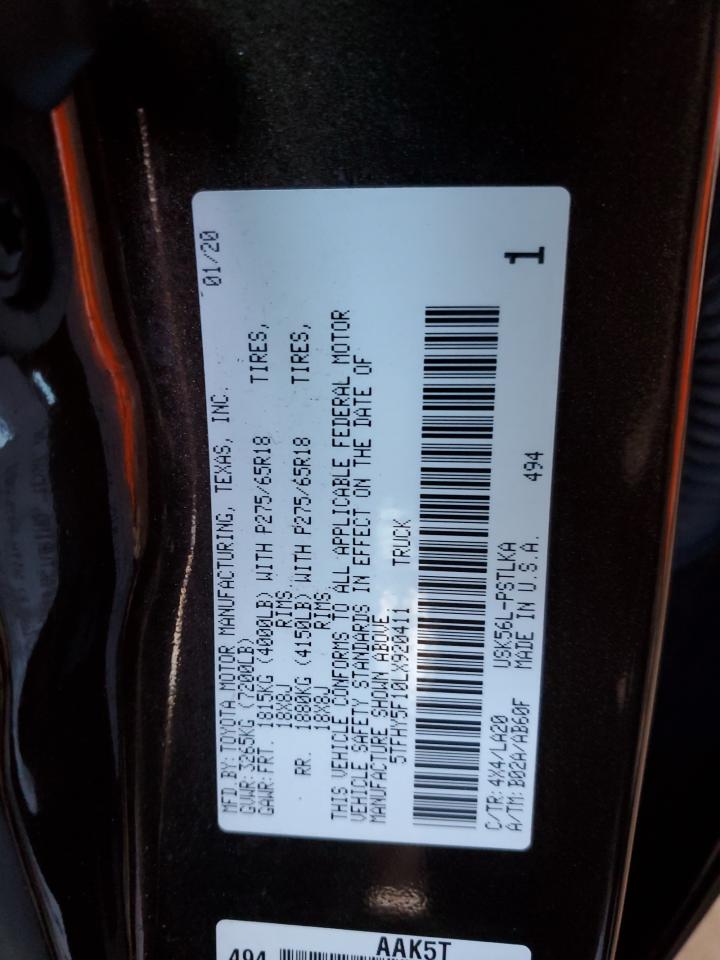 MFD BY:TOYOTA MOTOR MANUFACTURING, TEXAS, INC. 01/20
GVWR:3265KG (7200LB)
GAWR:FRT. 1815KG (4000LB) WITH P275/65R18 TIRES,
18X8J RIMS.
RR. 1880KG (4150LB) WITH P275/65R18 TIRES,
18X8J RIMS.
THIS VEHICLE CONFORMS TO ALL APPLICABLE FEDERAL MOTOR
VEHICLE SAFETY STANDARDS IN EFFECT ON THE DATE OF
MANUFACTURE SHOWN ABOVE.
5TFHY5F10LX920411 TRUCK
C/TR:4X4/LA20 USK56L-PSTLKA 494 1
A/TM:B02A/AB60F MADE IN U.S.A.
494 AAK5T